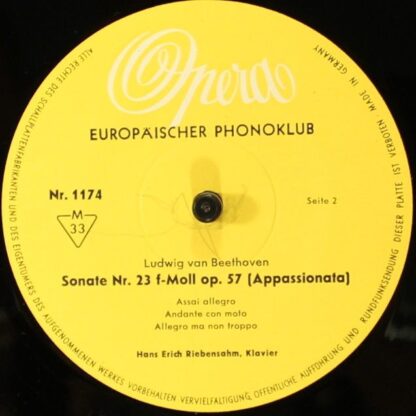 Opera
EUROPÄISCHER PHONOKLUB
Nr. 1174
M
33
Seite 2
Ludwig van Beethoven
Sonate Nr. 23 f-Moll op. 57 (Appassionata)
Assai allegro
Andante con moto
Allegro ma non troppo
Hans Erich Riebensahm, Klavier
ALLE RECHTE DES SCHALLPLATTENFABRIKANTEN UND DES EIGENTÜMERS DES AUFGENOMMENEN WERKES VORBEHALTEN VERVIELFÄLTIGUNG, ÖFFENTLICHE AUFFÜHRUNG UND RUNDFUNKSENDUNG DIESER PLATTE IST VERBOTEN MADE IN GERMANY